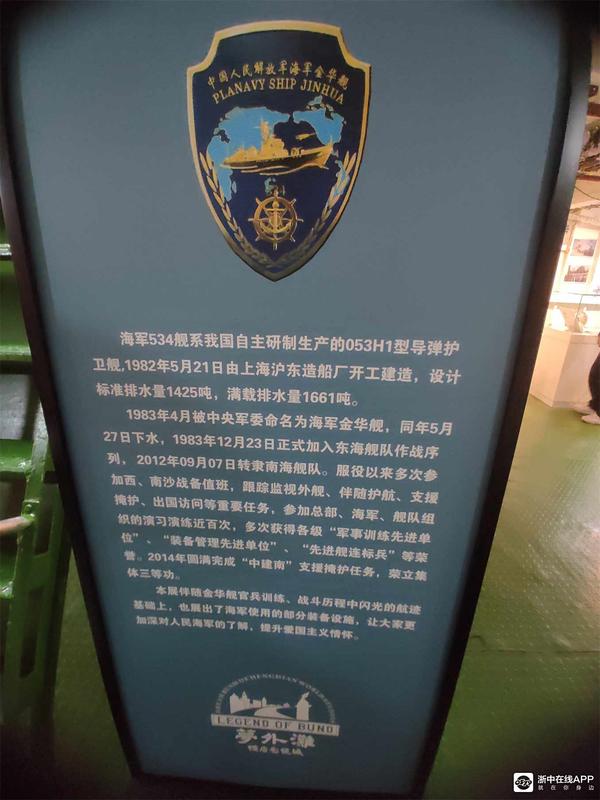 中国人民解放军海军金华舰
PLANAVY SHIP JINHUA
534
海军534舰系我国自主研制生产的053H1型导弹护
卫舰,1982年5月21日由上海沪东造船厂开工建造，设计
标准排水量1425吨，满载排水量1661吨。
1983年4月被中央军委命名为海军金华舰，同年5月
27日下水，1983年12月23日正式加入东海舰队作战序
列，2012年09月07日转隶南海舰队。服役以来多次参
加西、南沙战备值班，跟踪监视外舰、伴随护航、支援
掩护、出国访问等重要任务，参加总部、海军、舰队组
织的演习演练近百次，多次获得各级“军事训练先进单
位”、“装备管理先进单位”、“先进舰连标兵”等荣
誉。2014年圆满完成“中建南”支援掩护任务，荣立集
体三等功。
本展伴随金华舰官兵训练、战斗历程中闪光的航迹
基础上，也展出了海军使用的部分装备设施，让大家更
加深对人民海军的了解，提升爱国主义情怀。
LEGEND OF BUND
梦外滩
横店影视城
浙中在线APP
就在你身边